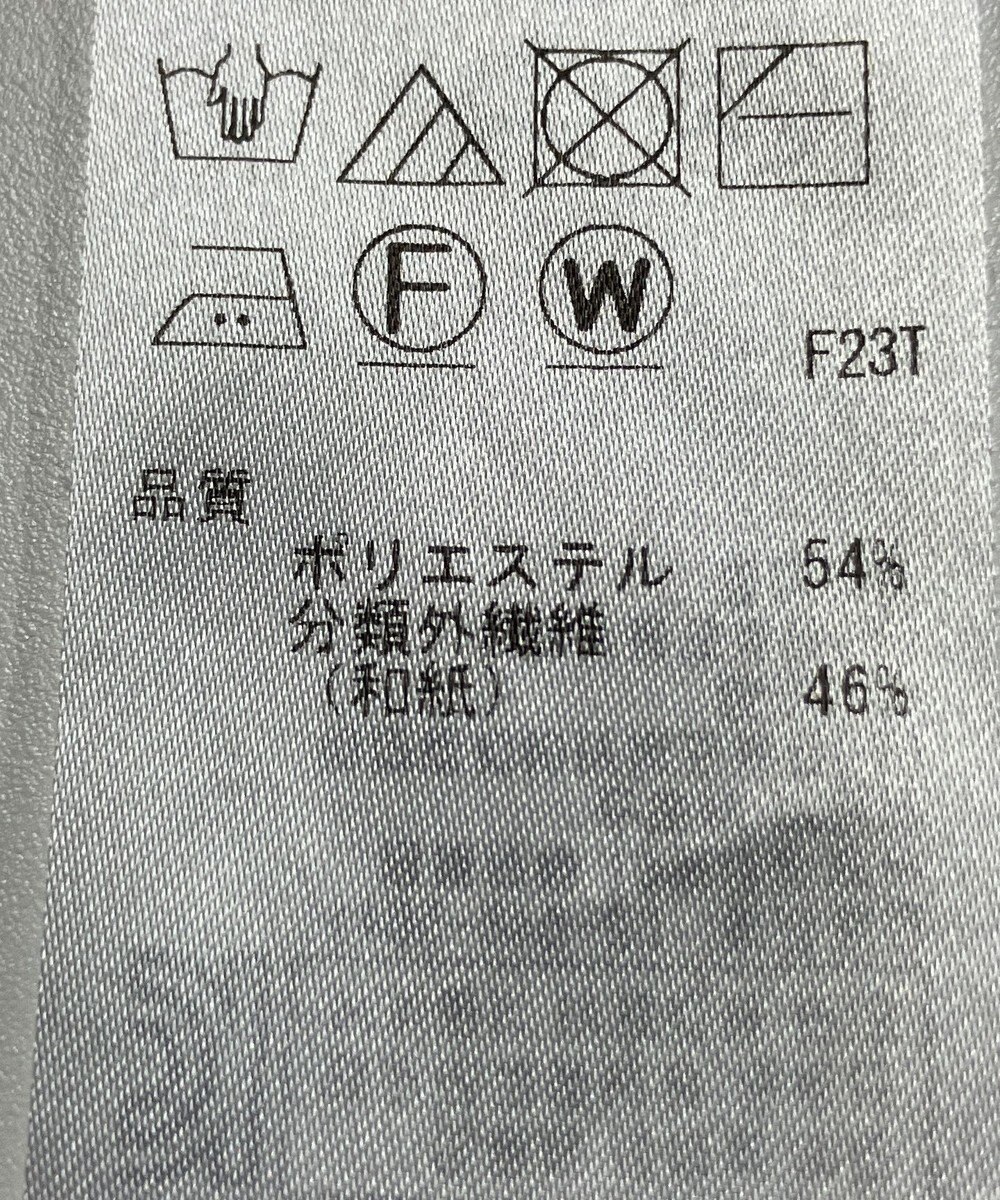 F W
F23T
品質
ポリエステル 54%
分類外繊維
(和紙) 46%